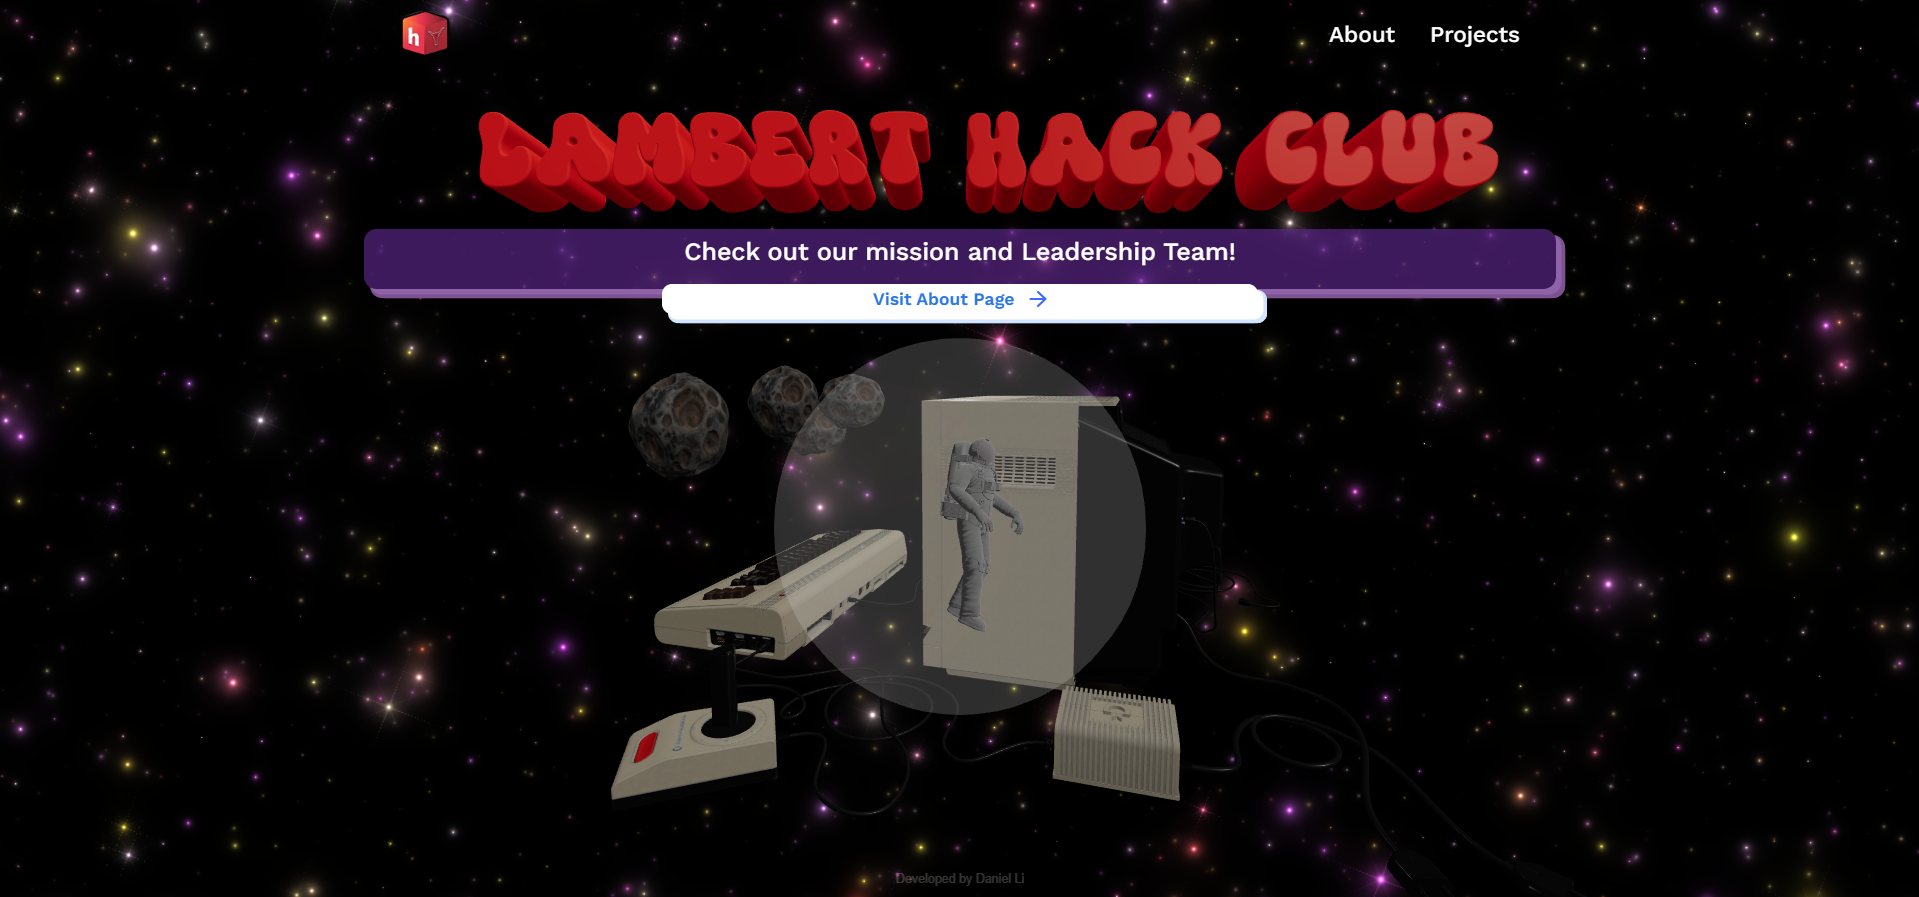 h
About
Projects
LAMBERT HACK CLUB
Check out our mission and Leadership Team!
Visit About Page
Developed by Daniel Li